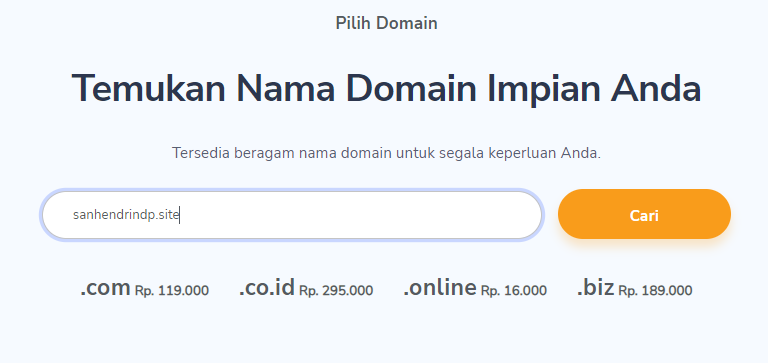 Pilih Domain
Temukan Nama Domain Impian Anda
Tersedia beragam nama domain untuk segala keperluan Anda.
sanhendrindp.site
Cari
.com Rp. 119.000 .co.id Rp. 295.000 .online Rp. 16.000 .biz Rp. 189.000